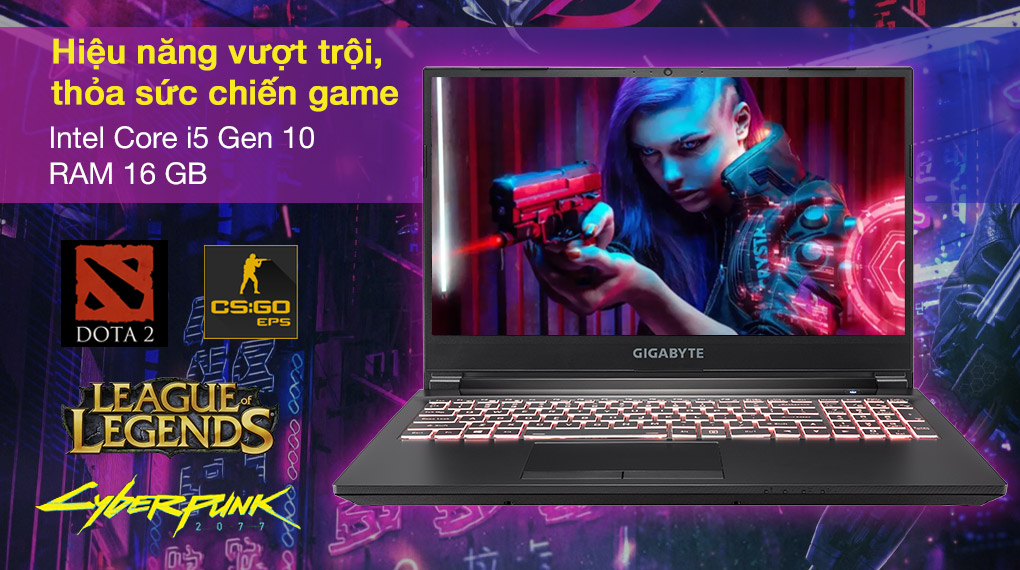 Hiệu năng vượt trội,
thỏa sức chiến game
Intel Core i5 Gen 10
RAM 16 GB
DOTA 2
CS:GO
EPS
LEAGUE of
LEGENDS
Cyberpunk
2077
GIGABYTE